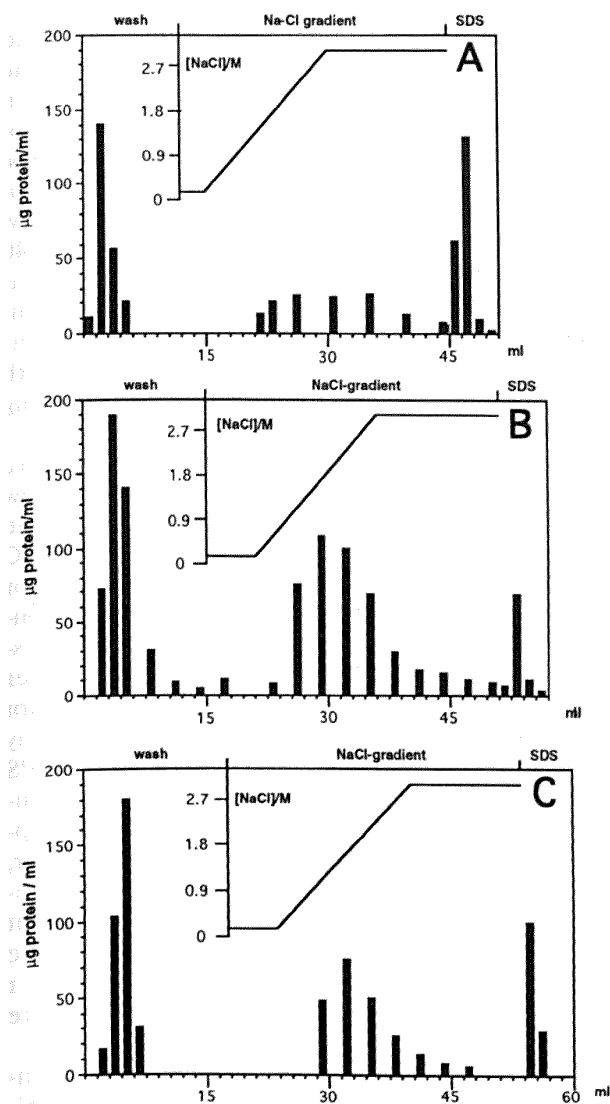 wash Na-Cl gradient SDS
A
µg protein/ml
200
150
100
50
0
[NaCl]/M
2.7
1.8
0.9
0
15 30 45 ml
wash NaCl-gradient SDS
B
µg protein/ml
200
150
100
50
0
[NaCl]/M
2.7
1.8
0.9
0
15 30 45 ml
wash NaCl-gradient SDS
C
µg protein / ml
200
150
100
50
0
[NaCl]/M
2.7
1.8
0.9
0
15 30 45 60 ml